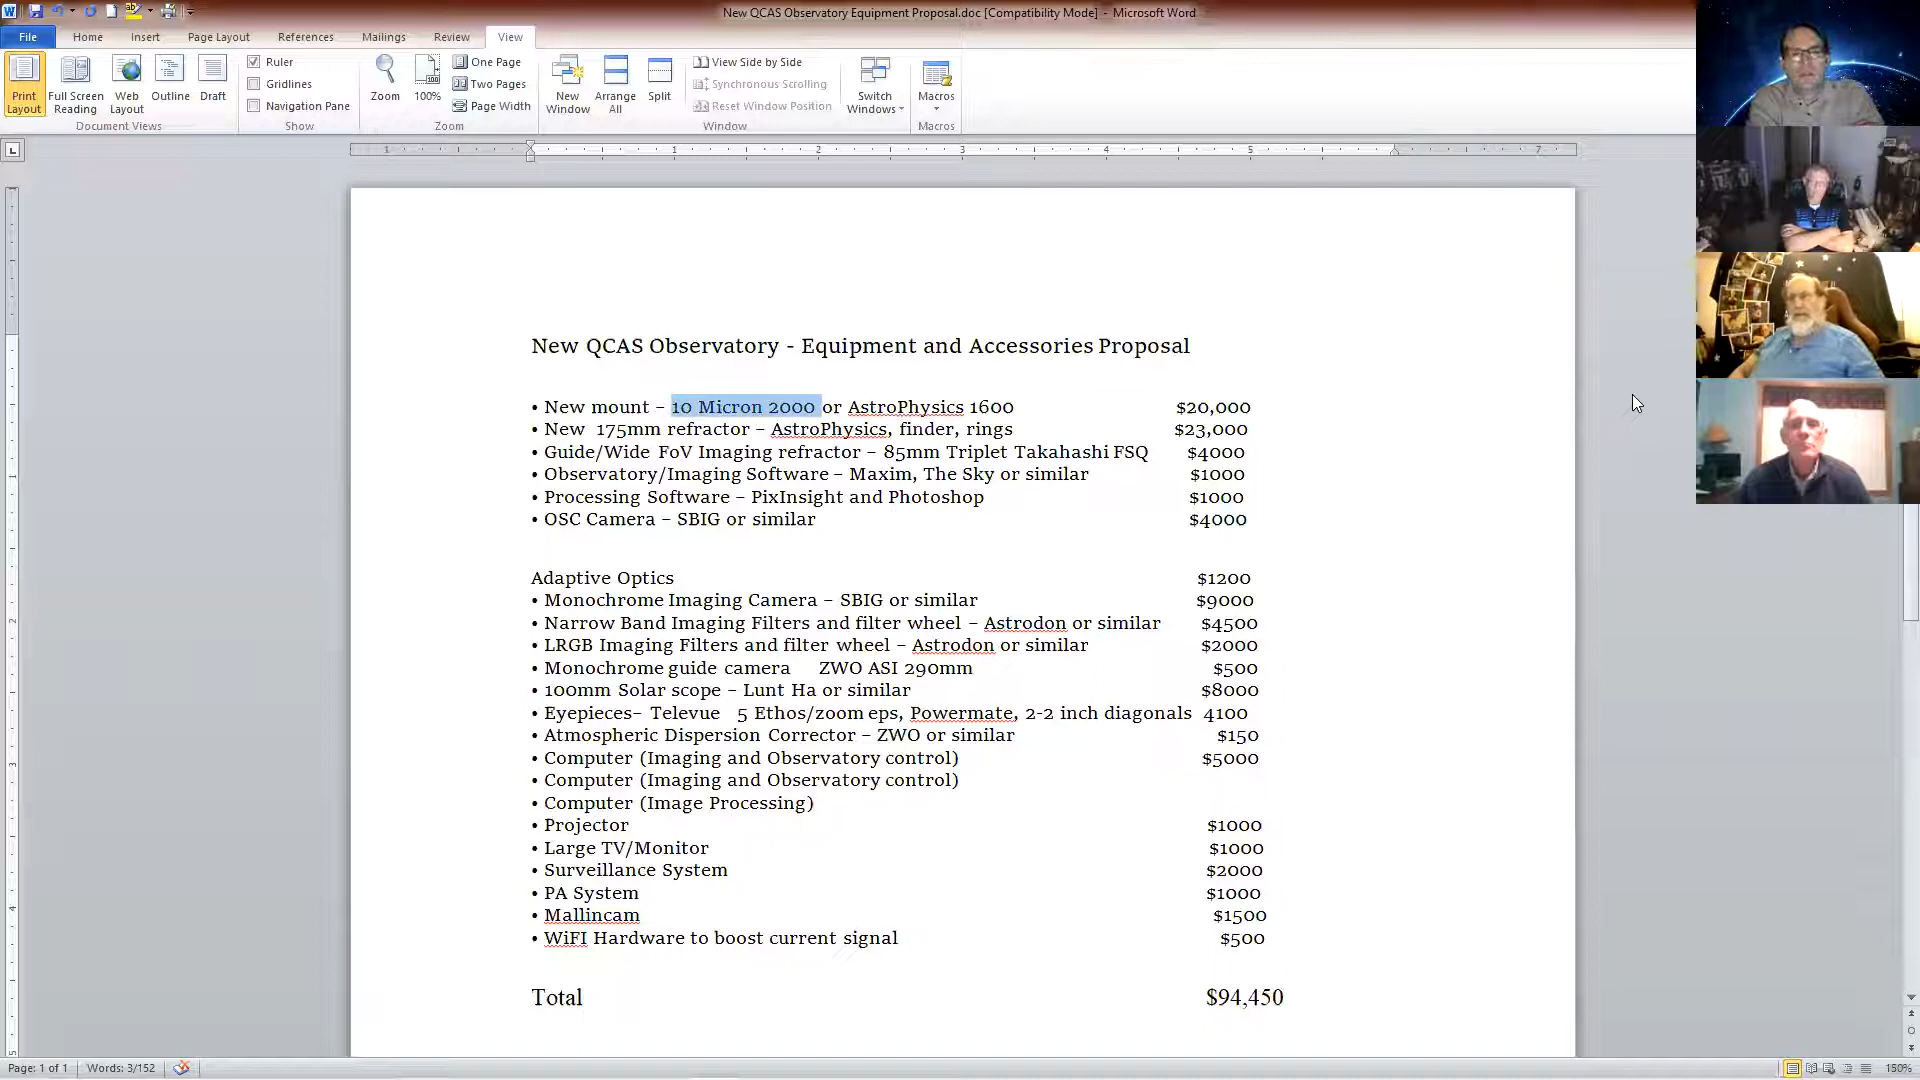 New QCAS Observatory Equipment Proposal.doc [Compatibility Mode] - Microsoft Word
File Home Insert Page Layout References Mailings Review View
Print Layout
Full Screen Reading
Web Layout
Outline
Draft
Document Views
Ruler
Gridlines
Navigation Pane
Show
Zoom
100%
One Page
Two Pages
Page Width
Zoom
New Window
Arrange All
Split
View Side by Side
Synchronous Scrolling
Reset Window Position
Window
Switch Windows
Macros
Macros
1 1 2 3 4 5 7
New QCAS Observatory - Equipment and Accessories Proposal
• New mount – 10 Micron 2000 or AstroPhysics 1600 $20,000
• New 175mm refractor – AstroPhysics, finder, rings $23,000
• Guide/Wide FoV Imaging refractor – 85mm Triplet Takahashi FSQ $4000
• Observatory/Imaging Software – Maxim, The Sky or similar $1000
• Processing Software – PixInsight and Photoshop $1000
• OSC Camera – SBIG or similar $4000
Adaptive Optics $1200
• Monochrome Imaging Camera – SBIG or similar $9000
• Narrow Band Imaging Filters and filter wheel – Astrodon or similar $4500
• LRGB Imaging Filters and filter wheel – Astrodon or similar $2000
• Monochrome guide camera ZWO ASI 290mm $500
• 100mm Solar scope – Lunt Ha or similar $8000
• Eyepieces– Televue 5 Ethos/zoom eps, Powermate, 2-2 inch diagonals 4100
• Atmospheric Dispersion Corrector – ZWO or similar $150
• Computer (Imaging and Observatory control) $5000
• Computer (Imaging and Observatory control)
• Computer (Image Processing)
• Projector $1000
• Large TV/Monitor $1000
• Surveillance System $2000
• PA System $1000
• Mallincam $1500
• WiFI Hardware to boost current signal $500
Total $94,450
Page: 1 of 1 Words: 3/152 150%